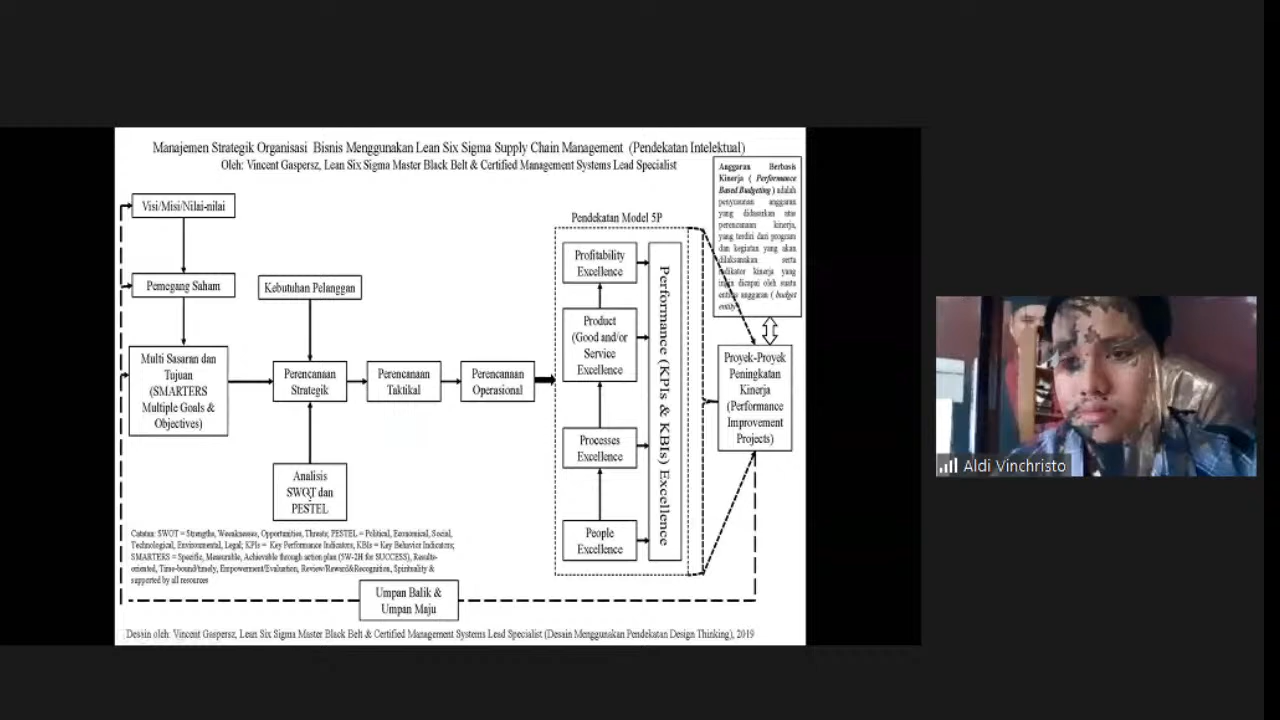 Manajemen Strategik Organisasi Bisnis Menggunakan Lean Six Sigma Supply Chain Management (Pendekatan Intelektual)
Oleh: Vincent Gaspersz, Lean Six Sigma Master Black Belt & Certified Management Systems Lead Specialist
Anggaran Berbasis
Kinerja ( Performance
Based Budgeting ) adalah
penyusunan anggaran
yang didasarkan atas
perencanaan kinerja,
yang terdiri dari program
dan kegiatan yang akan
dilaksanakan serta
indikator kinerja yang
ingin dicapai oleh suatu
entitas anggaran ( budget
entity
Visi/Misi/Nilai-nilai
Pemegang Saham
Multi Sasaran dan
Tujuan
(SMARTERS
Multiple Goals &
Objectives)
Kebutuhan Pelanggan
Perencanaan
Strategik
Analisis
SWOT dan
PESTEL
Perencanaan
Taktikal
Perencanaan
Operasional
Pendekatan Model 5P
Profitability
Excellence
Product
(Good and/or
Service
Excellence
Processes
Excellence
People
Excellence
Performance (KPIs & KBIs) Excellence
Proyek-Proyek
Peningkatan
Kinerja
(Performance
Improvement
Projects)
Catatan: SWOT = Strengths, Weaknesses, Opportunities, Threats; PESTEL = Political, Economical, Social,
Technological, Environmental, Legal; KPIs = Key Performance Indicators, KBIs = Key Behavior Indicators;
SMARTERS = Specific, Measurable, Achievable through action plan (5W-2H for SUCCESS), Results-
oriented, Time-bound/timely, Empowerment/Evaluation, Review/Reward&Recognition, Spirituality &
supported by all resources
Umpan Balik &
Umpan Maju
Desain oleh: Vincent Gaspersz, Lean Six Sigma Master Black Belt & Certified Management Systems Lead Specialist (Desain Menggunakan Pendekatan Design Thinking), 2019
Aldi Vinchristo